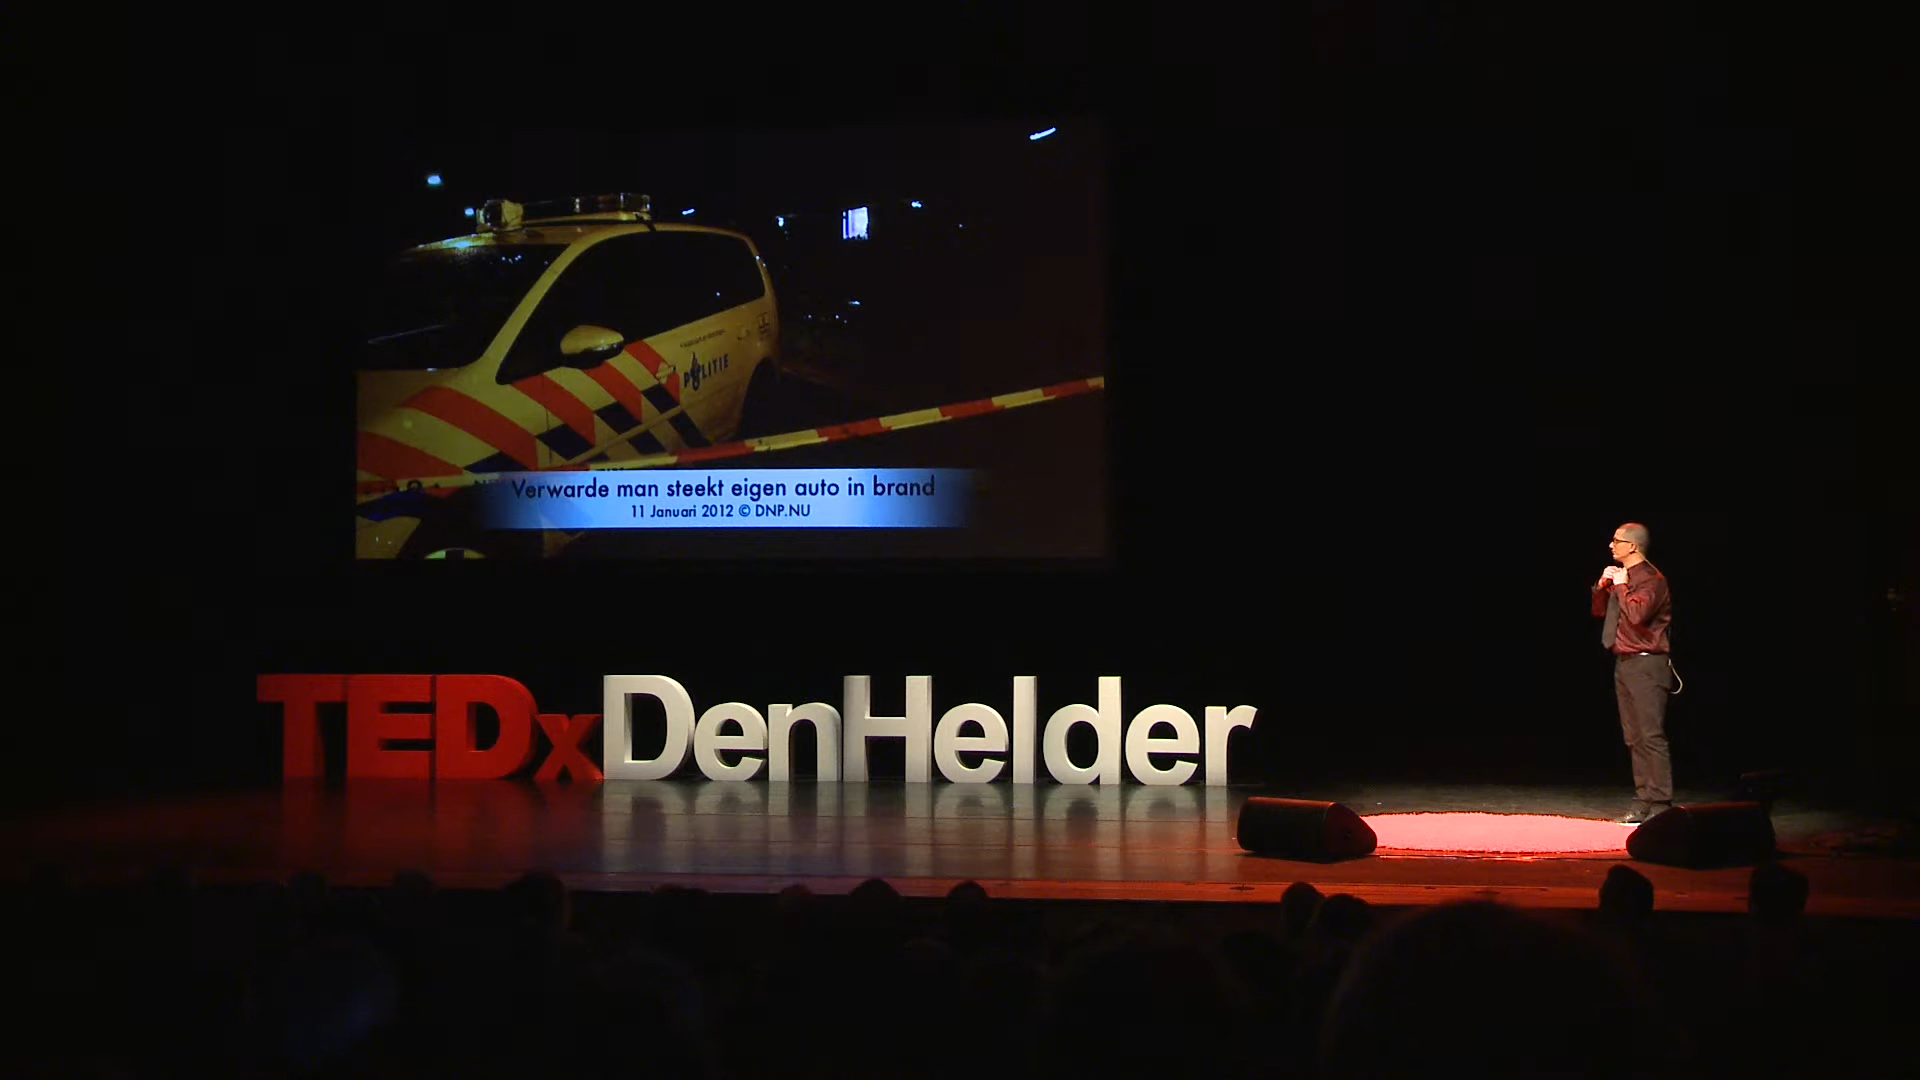 POLITIE
Verwarde man steekt eigen auto in brand
11 Januari 2012 © DNP.NU
TEDxDenHelder